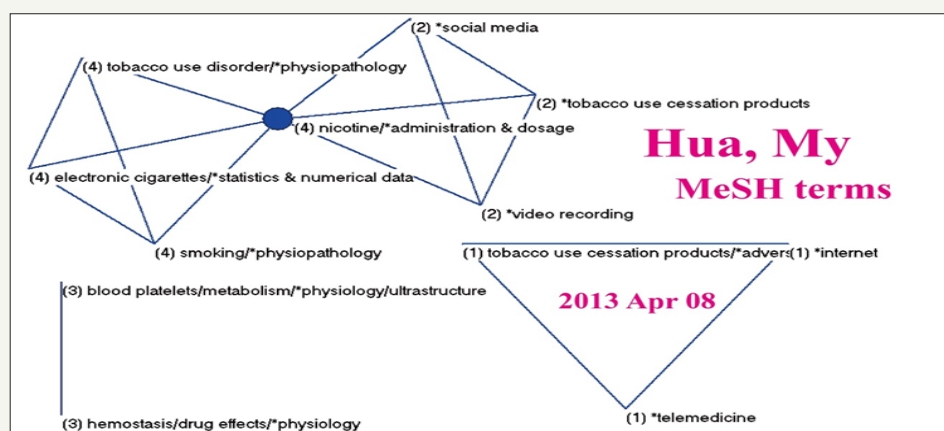 (2) *social media
(4) tobacco use disorder/*physiopathology
(2) *tobacco use cessation products
(4) nicotine/*administration & dosage
Hua, My
MeSH terms
(4) electronic cigarettes/*statistics & numerical data
(2) *video recording
(4) smoking/*physiopathology
(1) tobacco use cessation products/*advers(1) *internet
(3) blood platelets/metabolism/*physiology/ultrastructure
2013 Apr 08
(1) *telemedicine
(3) hemostasis/drug effects/*physiology